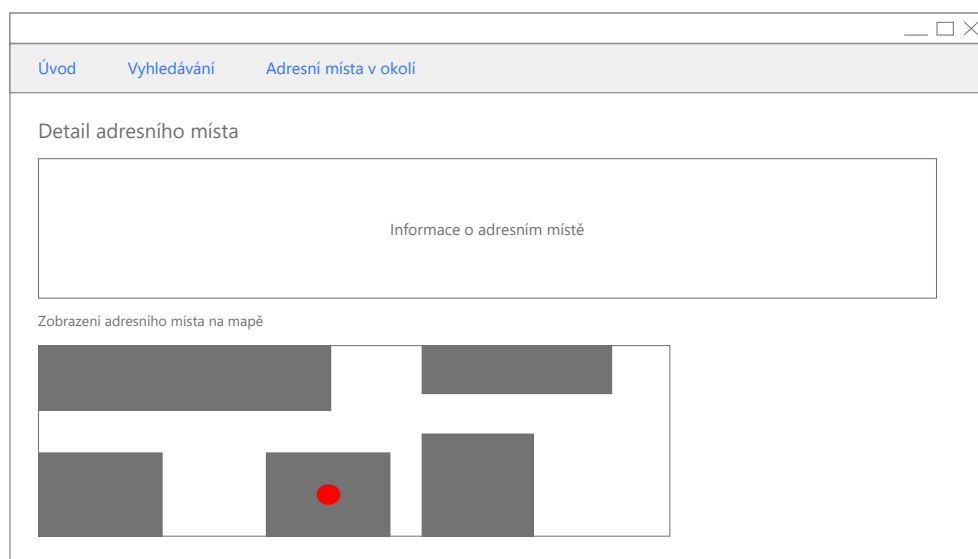 Úvod Vyhledávání Adresní místa v okolí
Detail adresního místa
Informace o adresním místě
Zobrazení adresního místa na mapě